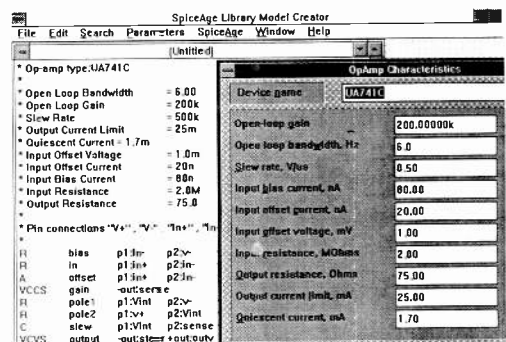 SpiceAge Library Model Creator
File Edit Search Parameters SpiceAge Window Help
(Untitled)
* Op-amp type:UA741C
*
* Open Loop Bandwidth = 6.00
* Open Loop Gain = 200k
* Slew Rate = 500k
* Output Current Limit = 25m
* Quiescent Current = 1.7m
* Input Offset Voltage = 1.0m
* Input Offset Current = 20n
* Input Bias Current = 80n
* Input Resistance = 2.0M
* Output Resistance = 75.0
*
* Pin connections "V+", "V-" "In+", "In-
*
R bias p1:In- p2:v-
R in p1:In+ p2:In-
A offset p1:In+ p2:In-
VCCS gain -out:sense
R pole1 p1:Vint p2:v-
R pole2 p1:v+ p2:Vint
C slew p1:Vint p2:sense
VCVS output -out:slew +out:outv
OpAmp Characteristics
Device name UA741C
Open-loop gain 200.00000k
Open loop bandwidth, Hz 6.0
Slew rate, V/us 0.50
Input bias current, nA 80.00
Input offset current, nA 20.00
Input offset voltage, mV 1.00
Input resistance, MOhms 2.00
Output resistance, Ohms 75.00
Output current limit, mA 25.00
Quiescent current, mA 1.70